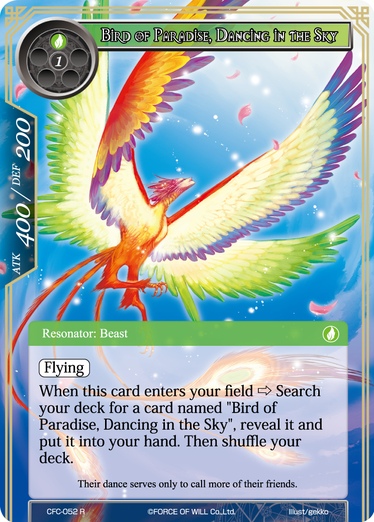 Bird of Paradise, Dancing in the Sky
1
ATK 400 / DEF 200
Resonator: Beast
Flying
When this card enters your field ⇨ Search
your deck for a card named "Bird of
Paradise, Dancing in the Sky", reveal it and
put it into your hand. Then shuffle your
deck.
Their dance serves only to call more of their friends.
CFC-052 R ©FORCE OF WILL Co.,Ltd. Illust/gekko